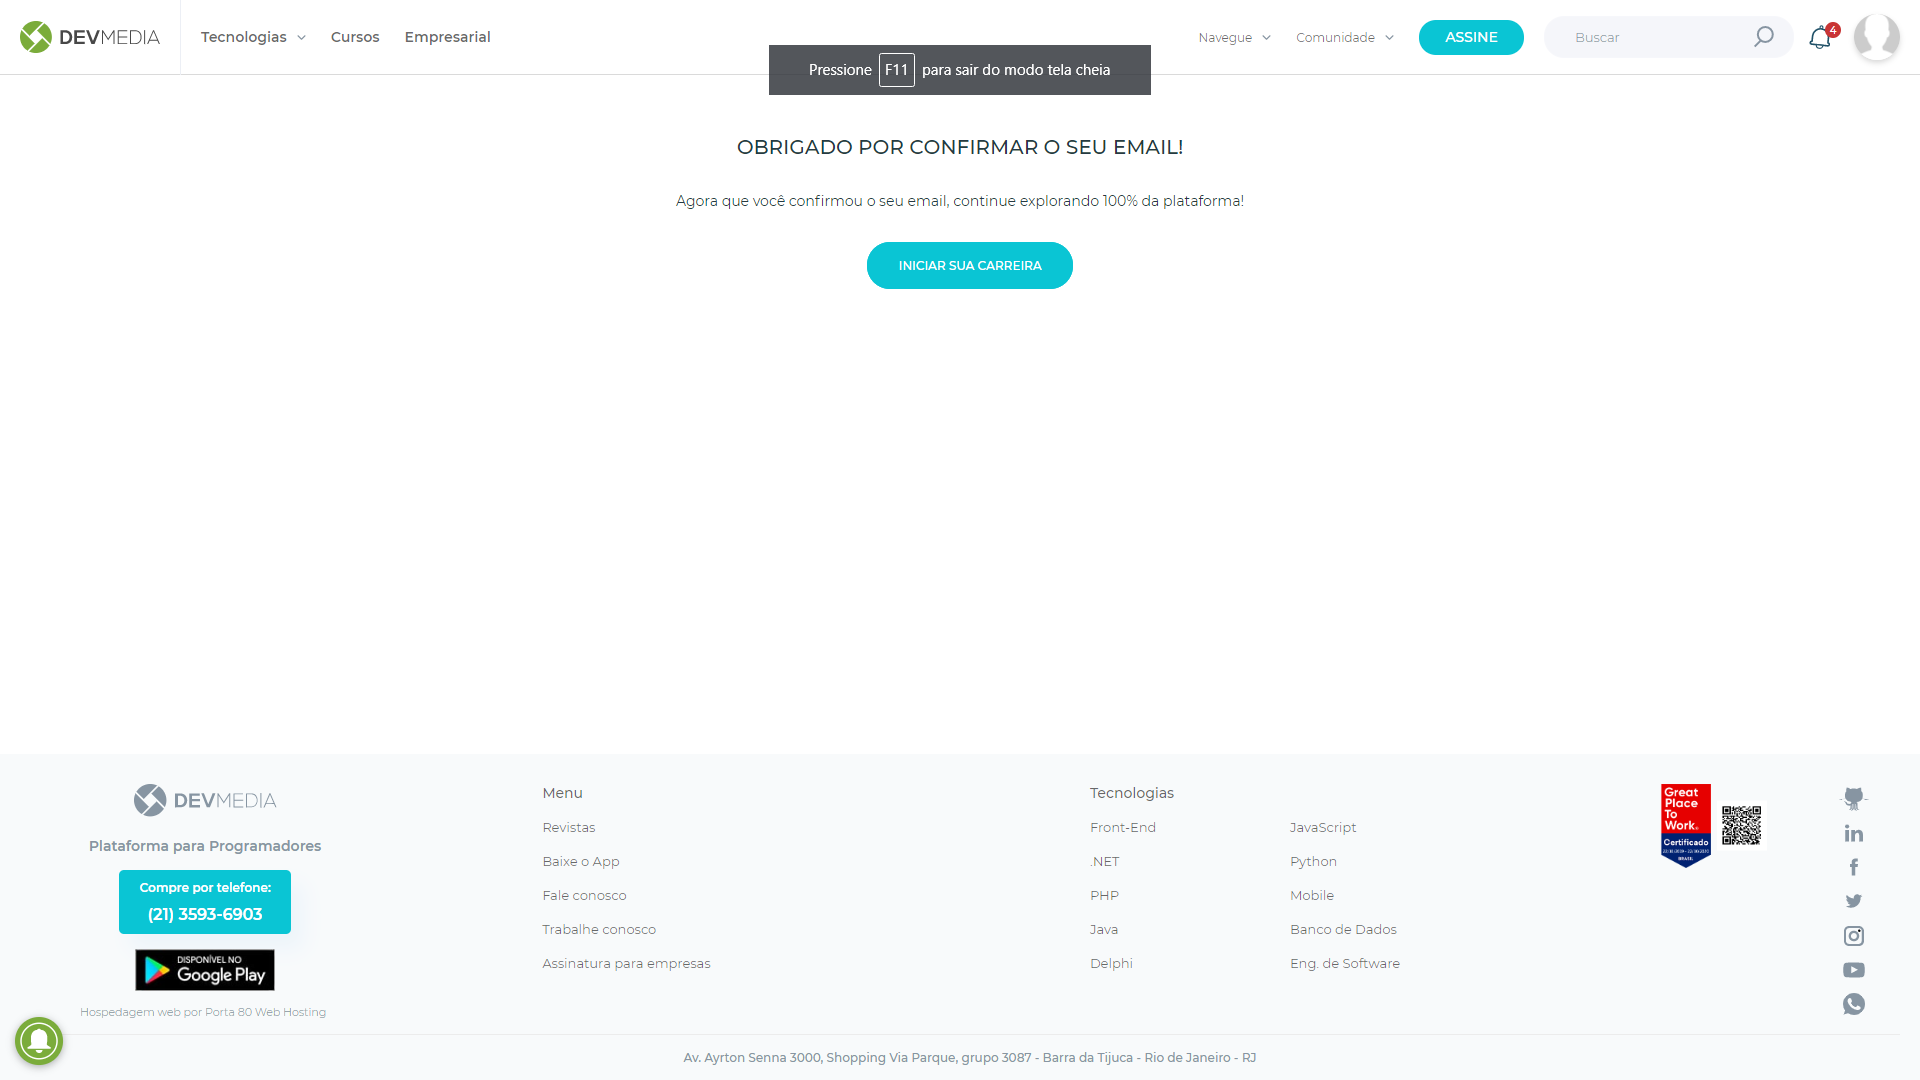 DEVMEDIA
Tecnologias
Cursos
Empresarial
Navegue
Comunidade
ASSINE
Buscar
4
Pressione F11 para sair do modo tela cheia
OBRIGADO POR CONFIRMAR O SEU EMAIL!
Agora que você confirmou o seu email, continue explorando 100% da plataforma!
INICIAR SUA CARREIRA
DEVMEDIA
Plataforma para Programadores
Compre por telefone:
(21) 3593-6903
DISPONÍVEL NO
Google Play
Hospedagem web por Porta 80 Web Hosting
Menu
Revistas
Baixe o App
Fale conosco
Trabalhe conosco
Assinatura para empresas
Tecnologias
Front-End
.NET
PHP
Java
Delphi
JavaScript
Python
Mobile
Banco de Dados
Eng. de Software
Great
Place
To
Work.
Certificado
BRASIL
Av. Ayrton Senna 3000, Shopping Via Parque, grupo 3087 - Barra da Tijuca - Rio de Janeiro - RJ